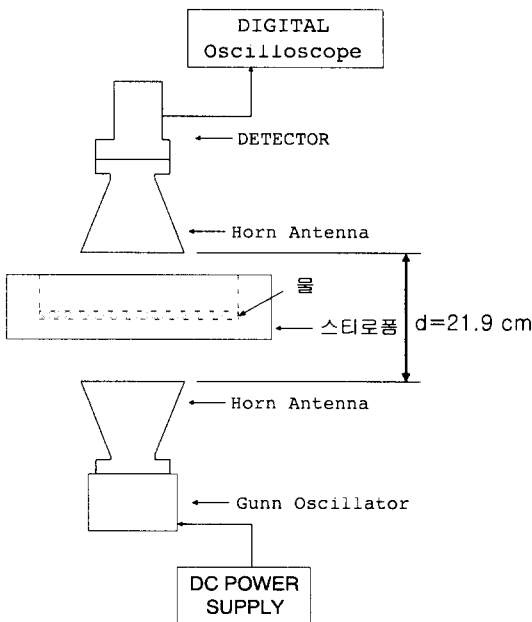 DIGITAL
Oscilloscope
DETECTOR
Horn Antenna
물
스티로폼
d=21.9 cm
Horn Antenna
Gunn Oscillator
DC POWER
SUPPLY